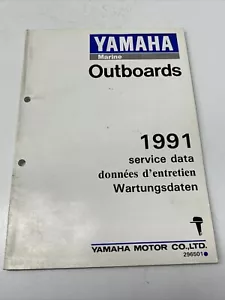 YAMAHA
Marine
Outboards
1991
service data
données d'entretien
Wartungsdaten
YAMAHA MOTOR CO.,LTD.
296501